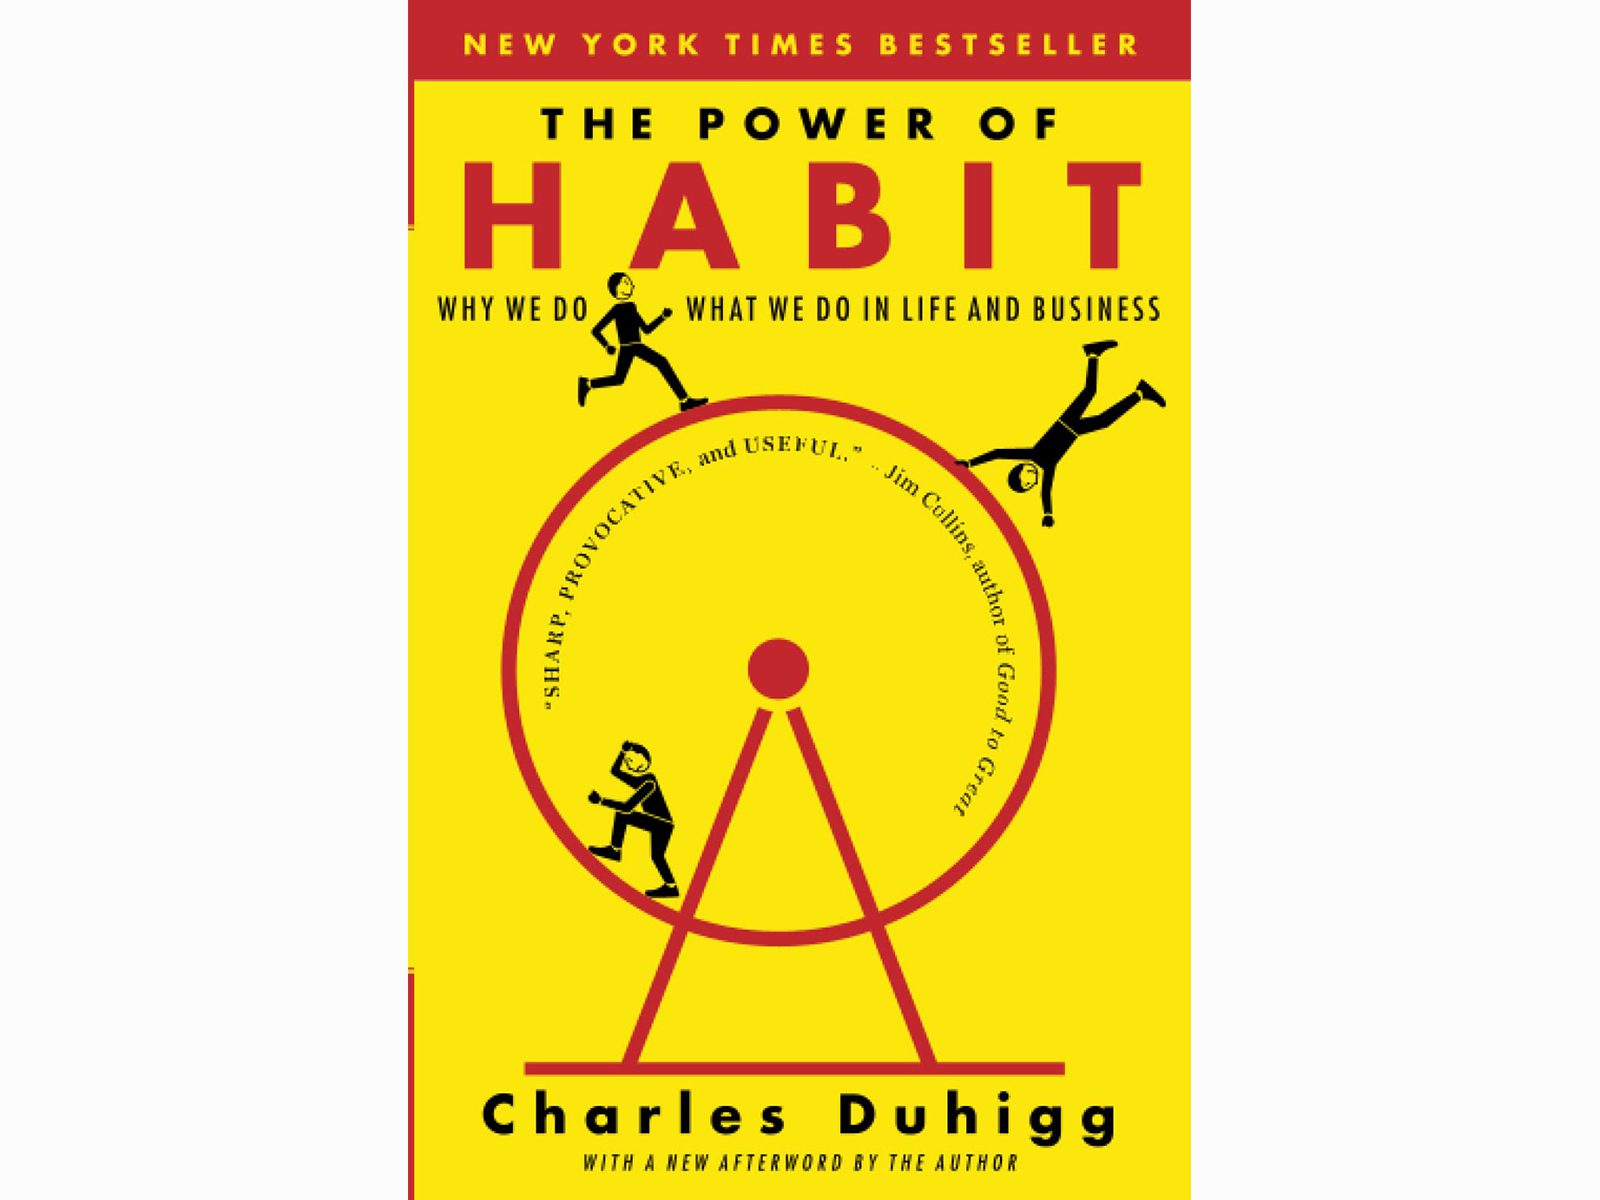 NEW YORK TIMES BESTSELLER
THE POWER OF
HABIT
WHY WE DO WHAT WE DO IN LIFE AND BUSINESS
“SHARP, PROVOCATIVE, and USEFUL.” – Jim Collins, author of Good to Great
Charles Duhigg
WITH A NEW AFTERWORD BY THE AUTHOR